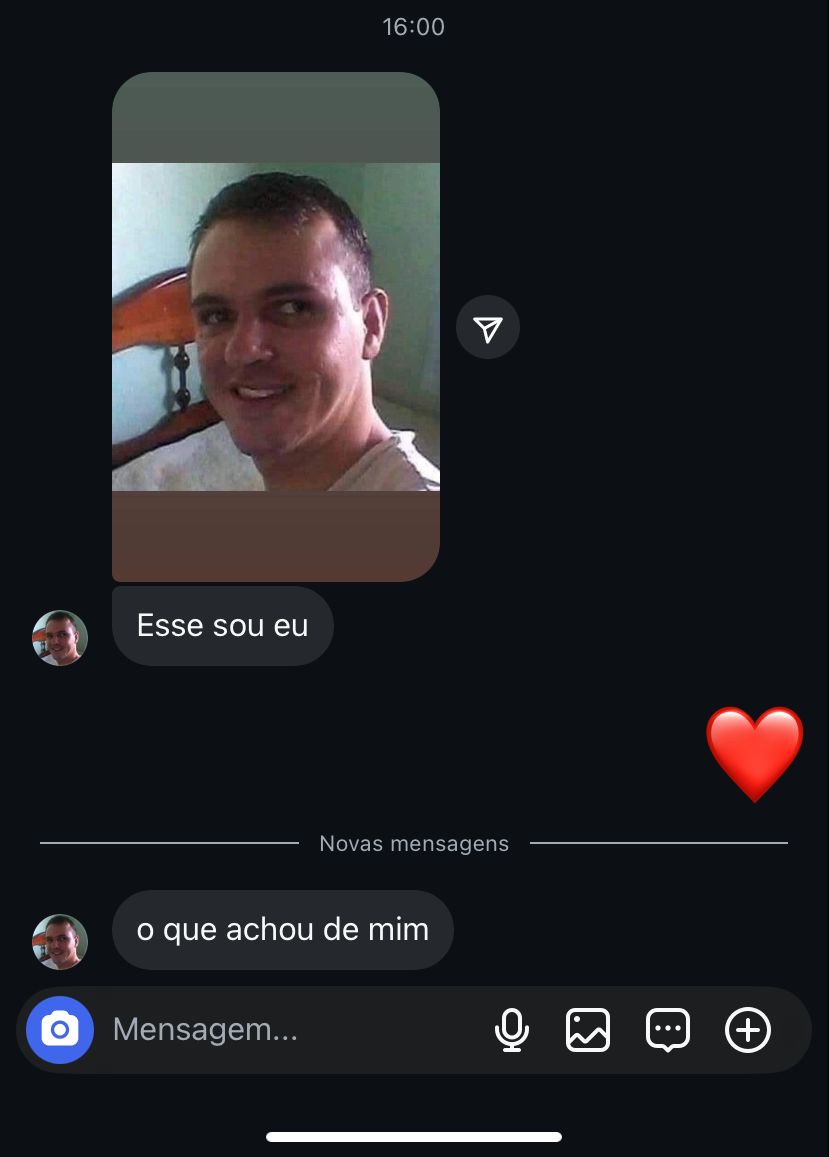 16:00
Esse sou eu
Novas mensagens
o que achou de mim
Mensagem...